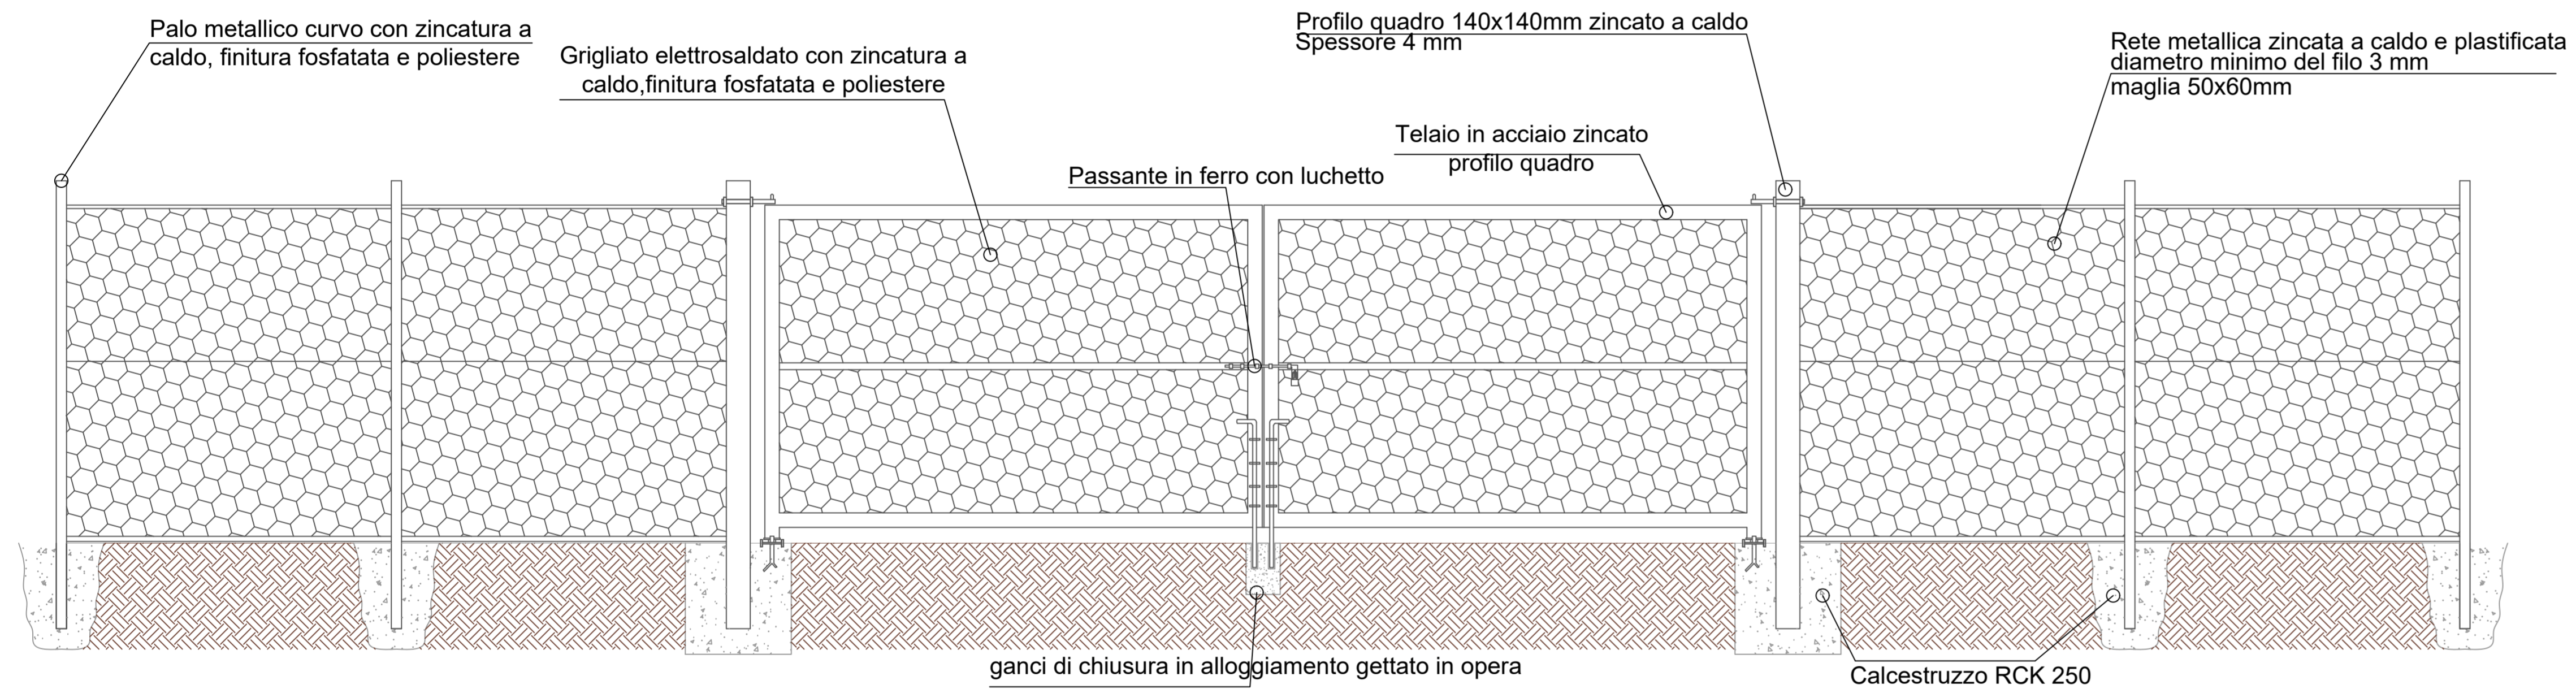 Palo metallico curvo con zincatura a
caldo, finitura fosfatata e poliestere
Grigliato elettrosaldato con zincatura a
caldo,finitura fosfatata e poliestere
Passante in ferro con luchetto
Profilo quadro 140x140mm zincato a caldo
Spessore 4 mm
Telaio in acciaio zincato
profilo quadro
Rete metallica zincata a caldo e plastificata
diametro minimo del filo 3 mm
maglia 50x60mm
ganci di chiusura in alloggiamento gettato in opera
Calcestruzzo RCK 250